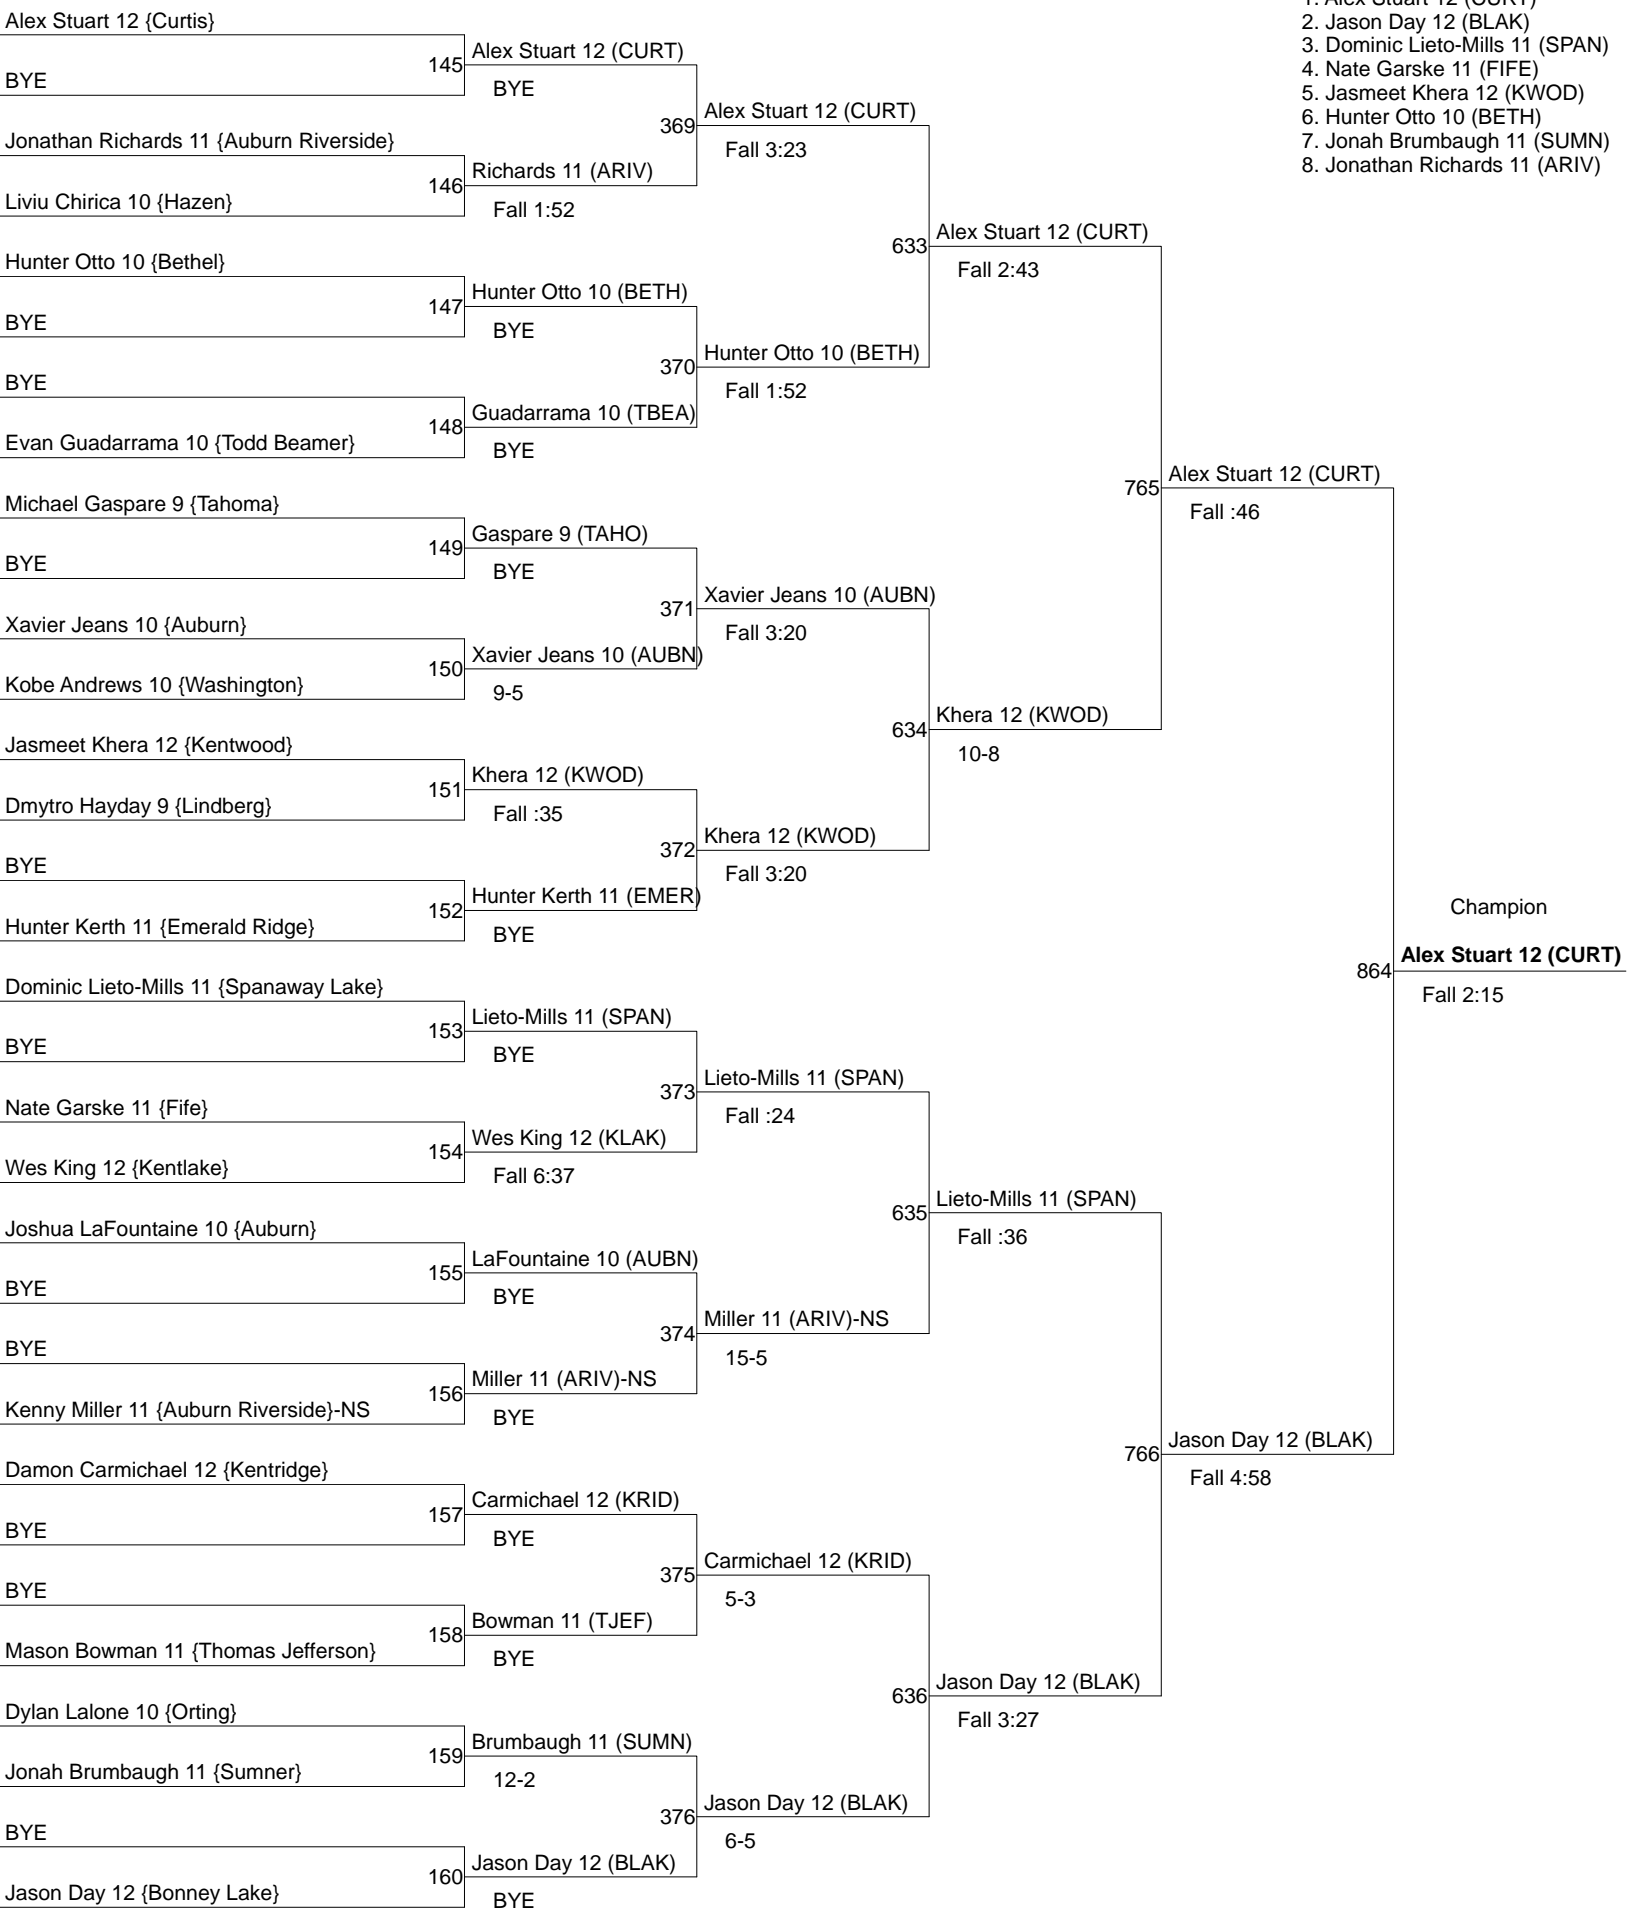 1. Alex Stuart 12 (CURT)
2. Jason Day 12 (BLAK)
3. Dominic Lieto-Mills 11 (SPAN)
4. Nate Garske 11 (FIFE)
5. Jasmeet Khera 12 (KWOD)
6. Hunter Otto 10 (BETH)
7. Jonah Brumbaugh 11 (SUMN)
8. Jonathan Richards 11 (ARIV)
Alex Stuart 12 {Curtis}
BYE
Jonathan Richards 11 {Auburn Riverside}
Liviu Chirica 10 {Hazen}
Hunter Otto 10 {Bethel}
BYE
BYE
Evan Guadarrama 10 {Todd Beamer}
Michael Gaspare 9 {Tahoma}
BYE
Xavier Jeans 10 {Auburn}
Kobe Andrews 10 {Washington}
Jasmeet Khera 12 {Kentwood}
Dmytro Hayday 9 {Lindberg}
BYE
Hunter Kerth 11 {Emerald Ridge}
Dominic Lieto-Mills 11 {Spanaway Lake}
BYE
Nate Garske 11 {Fife}
Wes King 12 {Kentlake}
Joshua LaFountaine 10 {Auburn}
BYE
BYE
Kenny Miller 11 {Auburn Riverside}-NS
Damon Carmichael 12 {Kentridge}
BYE
BYE
Mason Bowman 11 {Thomas Jefferson}
Dylan Lalone 10 {Orting}
Jonah Brumbaugh 11 {Sumner}
BYE
Jason Day 12 {Bonney Lake}
145
Alex Stuart 12 (CURT)
BYE
146
Richards 11 (ARIV)
Fall 1:52
147
Hunter Otto 10 (BETH)
BYE
148
Guadarrama 10 (TBEA)
BYE
149
Gaspare 9 (TAHO)
BYE
150
Xavier Jeans 10 (AUBN)
9-5
151
Khera 12 (KWOD)
Fall :35
152
Hunter Kerth 11 (EMER)
BYE
153
Lieto-Mills 11 (SPAN)
BYE
154
Wes King 12 (KLAK)
Fall 6:37
155
LaFountaine 10 (AUBN)
BYE
156
Miller 11 (ARIV)-NS
BYE
157
Carmichael 12 (KRID)
BYE
158
Bowman 11 (TJEF)
BYE
159
Brumbaugh 11 (SUMN)
12-2
160
Jason Day 12 (BLAK)
BYE
369
Alex Stuart 12 (CURT)
Fall 3:23
370
Hunter Otto 10 (BETH)
Fall 1:52
371
Xavier Jeans 10 (AUBN)
Fall 3:20
372
Khera 12 (KWOD)
Fall 3:20
373
Lieto-Mills 11 (SPAN)
Fall :24
374
Miller 11 (ARIV)-NS
15-5
375
Carmichael 12 (KRID)
5-3
376
Jason Day 12 (BLAK)
6-5
633
Alex Stuart 12 (CURT)
Fall 2:43
634
Khera 12 (KWOD)
10-8
635
Lieto-Mills 11 (SPAN)
Fall :36
636
Jason Day 12 (BLAK)
Fall 3:27
765
Alex Stuart 12 (CURT)
Fall :46
766
Jason Day 12 (BLAK)
Fall 4:58
Champion
864
Alex Stuart 12 (CURT)
Fall 2:15